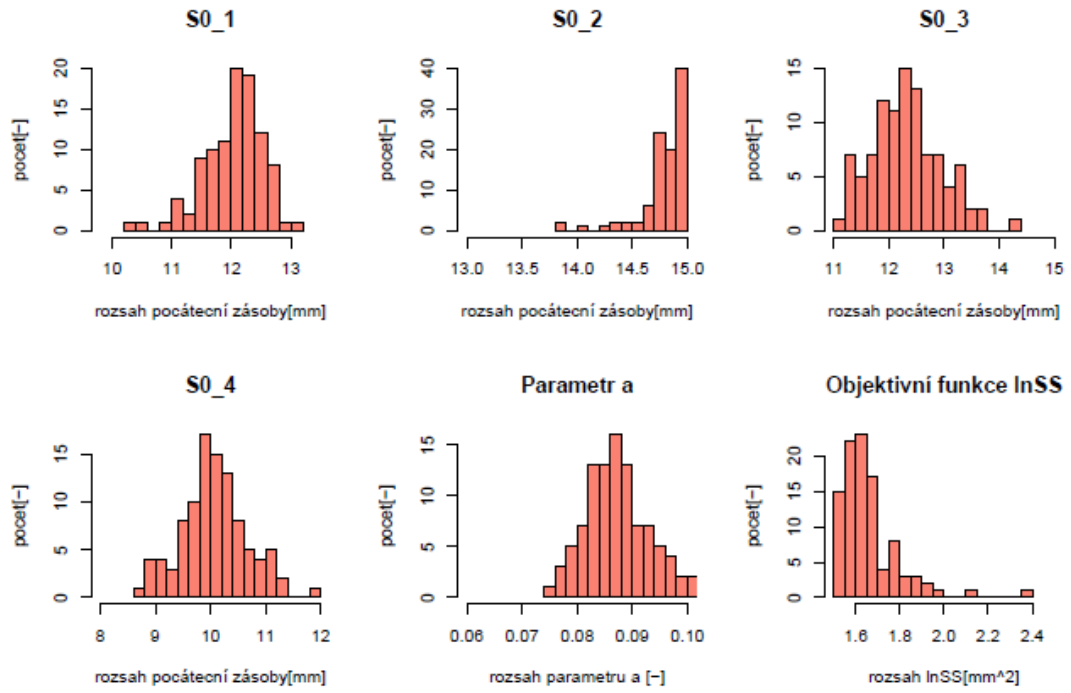 S0_1
S0_2
S0_3
pocet[−]
0 5 10 15 20
10 11 12 13
rozsah pocátecní zásoby[mm]
pocet[−]
0 10 20 30 40
13.0 13.5 14.0 14.5 15.0
rozsah pocátecní zásoby[mm]
pocet[−]
0 5 10 15
11 12 13 14 15
rozsah pocátecní zásoby[mm]
S0_4
Parametr a
Objektivní funkce lnSS
pocet[−]
0 5 10 15
8 9 10 11 12
rozsah pocátecní zásoby[mm]
pocet[−]
0 5 10 15
0.06 0.07 0.08 0.09 0.10
rozsah parametru a [−]
pocet[−]
0 5 10 15 20
1.6 1.8 2.0 2.2 2.4
rozsah lnSS[mm^2]